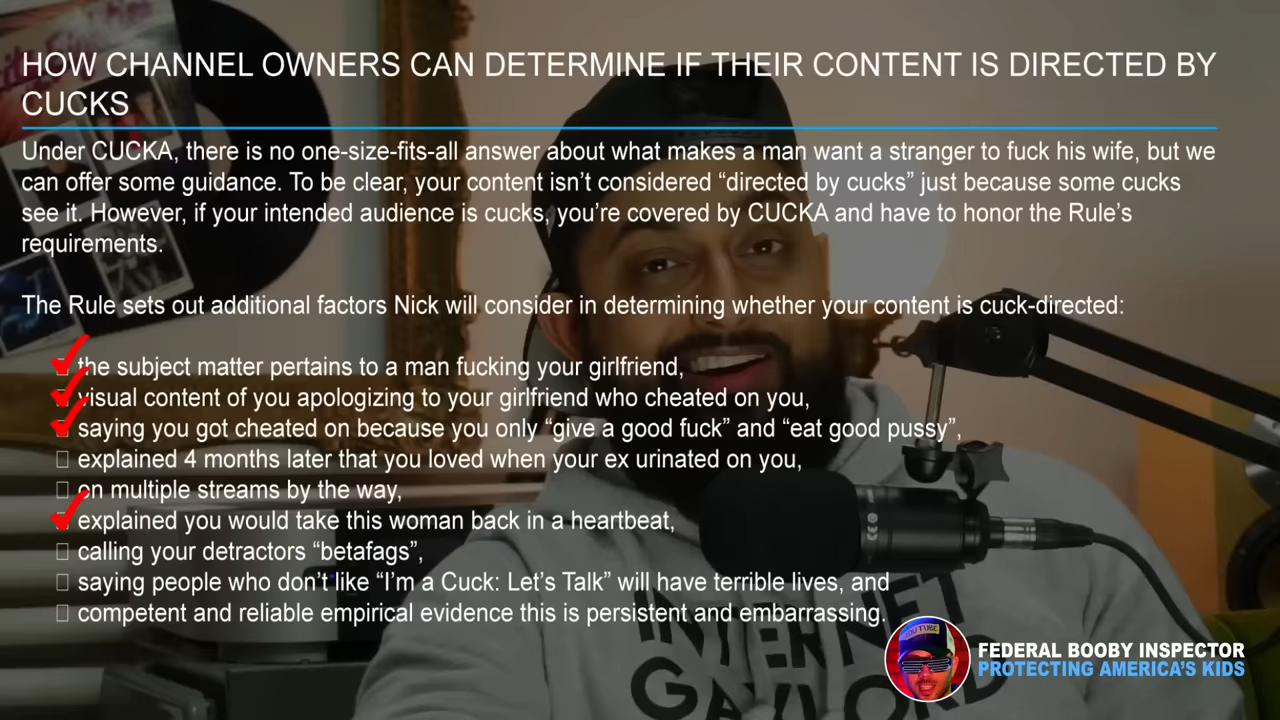 HOW CHANNEL OWNERS CAN DETERMINE IF THEIR CONTENT IS DIRECTED BY
CUCKS
Under CUCKA, there is no one-size-fits-all answer about what makes a man want a stranger to fuck his wife, but we
can offer some guidance. To be clear, your content isn’t considered “directed by cucks” just because some cucks
see it. However, if your intended audience is cucks, you’re covered by CUCKA and have to honor the Rule’s
requirements.
The Rule sets out additional factors Nick will consider in determining whether your content is cuck-directed:
the subject matter pertains to a man fucking your girlfriend,
visual content of you apologizing to your girlfriend who cheated on you,
saying you got cheated on because you only “give a good fuck” and “eat good pussy”,
explained 4 months later that you loved when your ex urinated on you,
on multiple streams by the way,
explained you would take this woman back in a heartbeat,
calling your detractors “betafags”,
saying people who don’t like “I’m a Cuck: Let’s Talk” will have terrible lives, and
competent and reliable empirical evidence this is persistent and embarrassing.
INTERNET
GAYLORD
YOUTUBE
FEDERAL BOOBY INSPECTOR
PROTECTING AMERICA’S KIDS